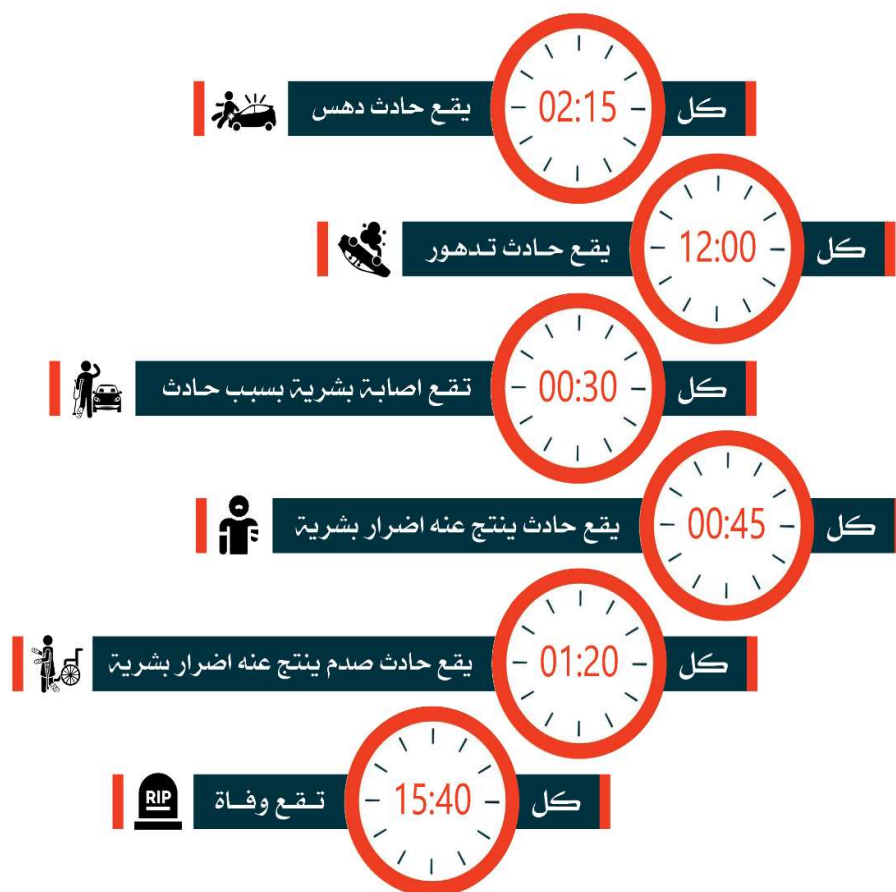 كل 02:15 يقع حادث دهس
كل 12:00 يقع حادث تدهور
كل 00:30 تقع اصابة بشرية بسبب حادث
كل 00:45 يقع حادث ينتج عنه اضرار بشرية
كل 01:20 يقع حادث صدم ينتج عنه اضرار بشرية
كل 15:40 تقع وفاة RIP